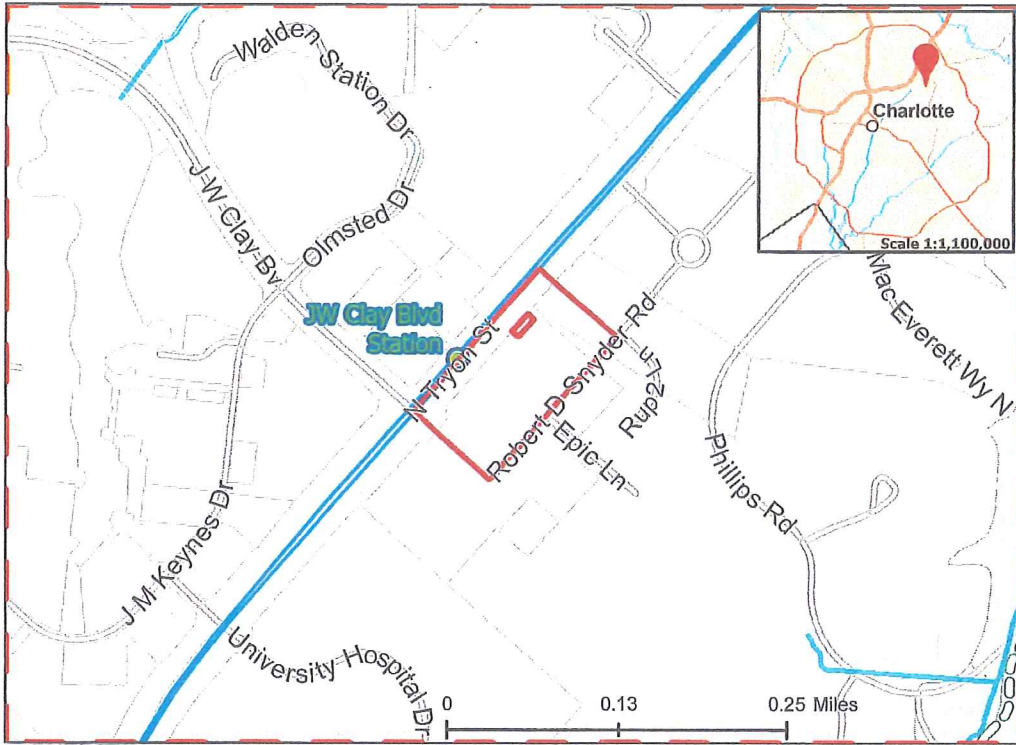 Walden Station Dr
Charlotte
Scale 1:1,100,000
J W Clay Bv
Olmsted Dr
Mac Everett Wy N
JW Clay Blvd
Station
N Tryon St
Robert D Snyder Rd
Rup2Tu
Epic Ln
Phillips Rd
J M Keynes Dr
University Hospital Dr
0 0.13 0.25 Miles